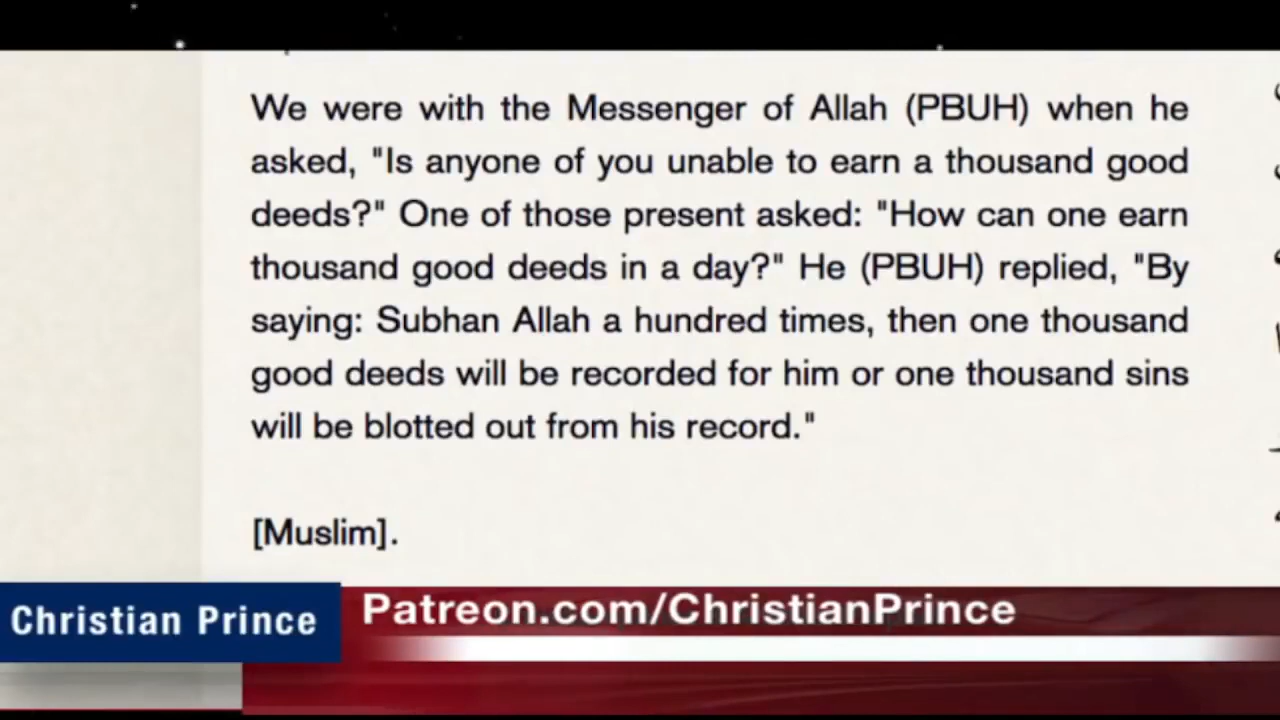 We were with the Messenger of Allah (PBUH) when he
asked, "Is anyone of you unable to earn a thousand good
deeds?" One of those present asked: "How can one earn
thousand good deeds in a day?" He (PBUH) replied, "By
saying: Subhan Allah a hundred times, then one thousand
good deeds will be recorded for him or one thousand sins
will be blotted out from his record."
[Muslim].
Christian Prince
Patreon.com/ChristianPrince